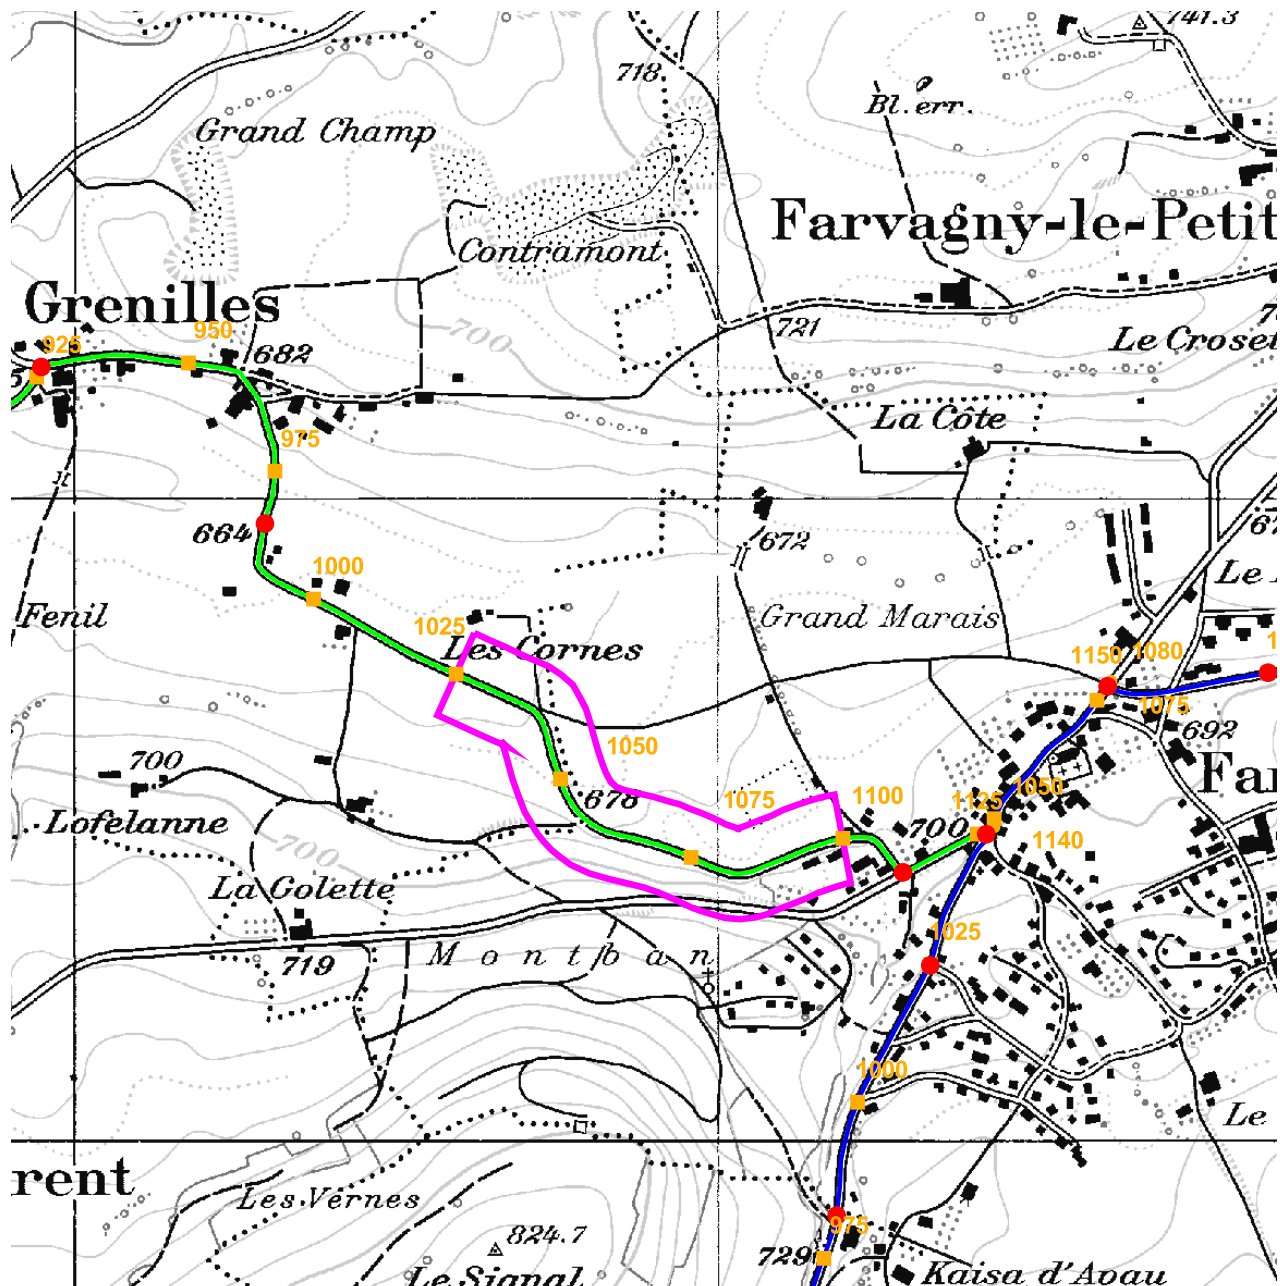 741.3
718
Bl. err.
Grand Champ
Farvagny-le-Petit
Contramont
Grenilles
700
721
950
925
682
Le Croset
La Côte
975
664
672
1000
Fenil
Grand Marais
1025
Les Cornes
1150
1080
1075
692
1050
700
678
1075
1100
1050
1125
700
1140
Lofelanne
700
La Golette
719
Montban
1025
1000
Le
rent
Les Vernes
824.7
975
729
Le Signal
Kaisa d'Avau